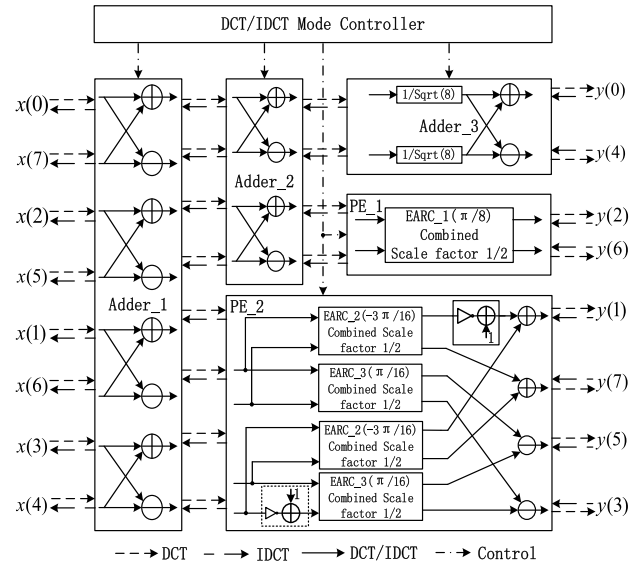 DCT/IDCT Mode Controller
x(0)
x(7)
x(2)
x(5)
x(1)
x(6)
x(3)
x(4)
Adder_1
Adder_2
1/Sqrt(8)
Adder_3
1/Sqrt(8)
PE_1
EARC_1(π/8)
Combined
Scale factor 1/2
PE_2
EARC_2(-3π/16)
Combined Scale
factor 1/2
1
EARC_3(π/16)
Combined Scale
factor 1/2
EARC_2(-3π/16)
Combined Scale
factor 1/2
1
EARC_3(π/16)
Combined Scale
factor 1/2
y(0)
y(4)
y(2)
y(6)
y(1)
y(7)
y(5)
y(3)
DCT
IDCT
DCT/IDCT
Control